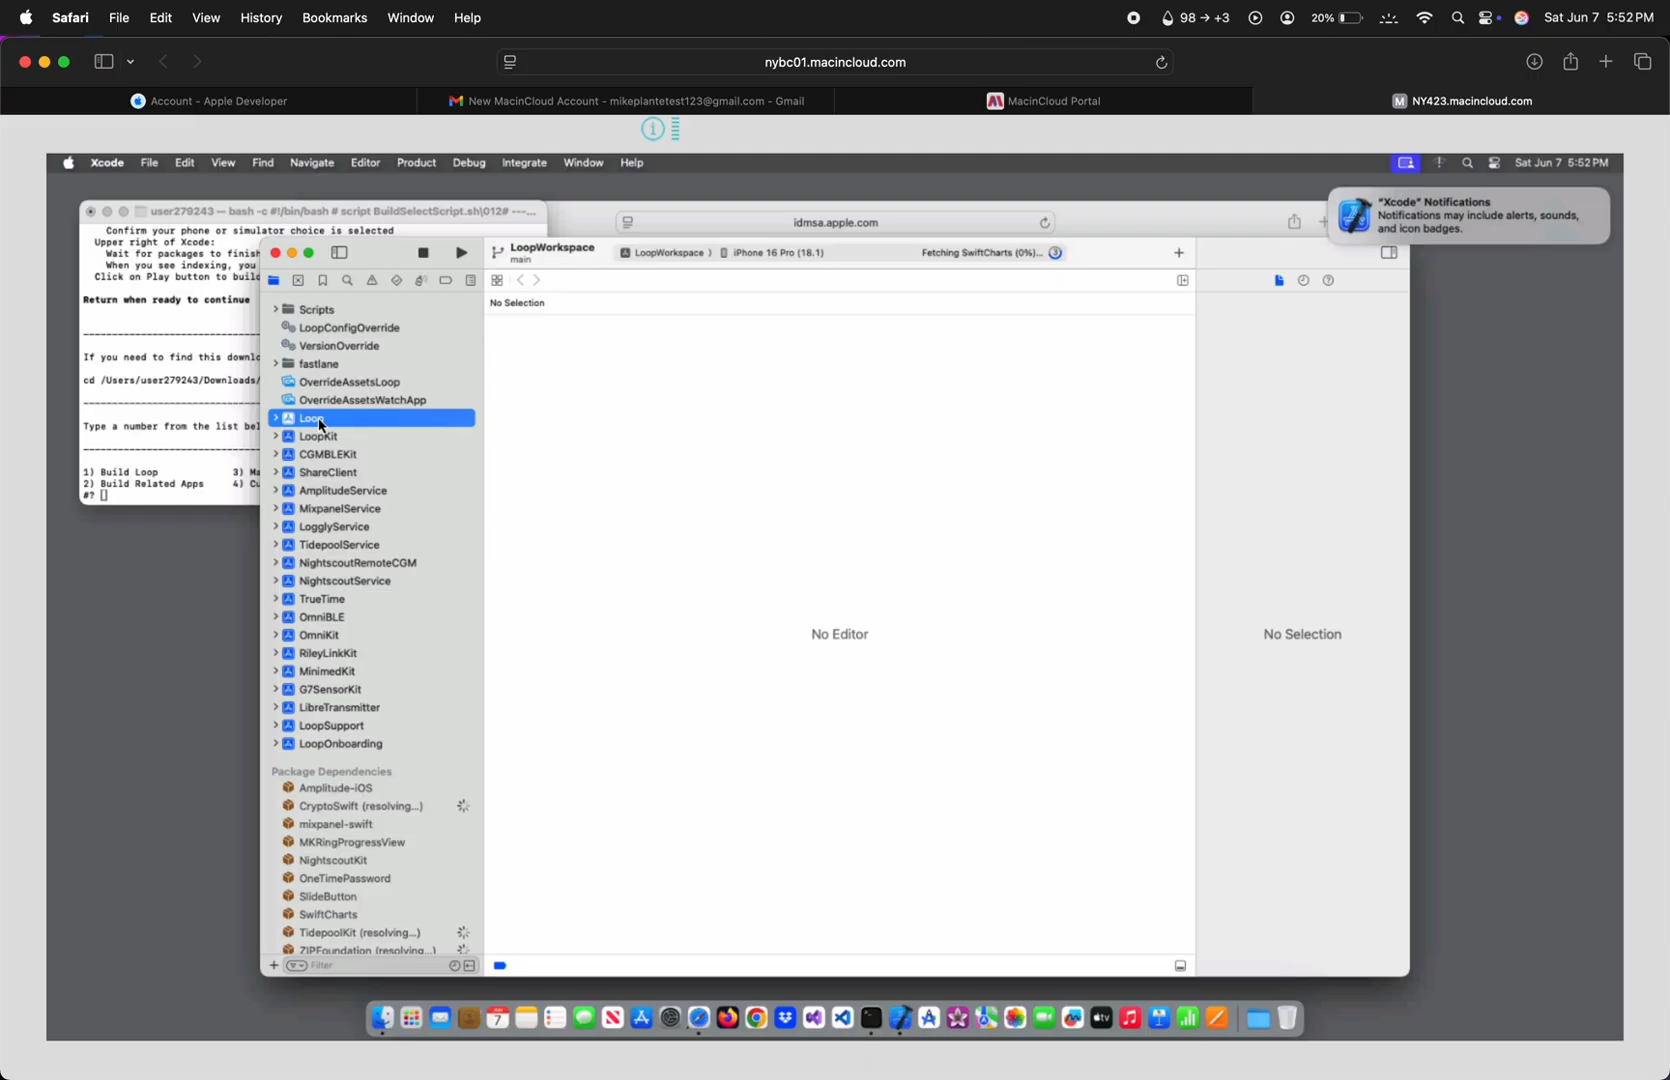 Safari File Edit View History Bookmarks Window Help 98 → +3 20% Sat Jun 7 5:52 PM
nybc01.macincloud.com
Account - Apple Developer
New MacinCloud Account - mikeplantetest123@gmail.com - Gmail
MacinCloud Portal
NY423.macincloud.com
Xcode File Edit View Find Navigate Editor Product Debug Integrate Window Help Sat Jun 7 5:52 PM
"Xcode" Notifications
Notifications may include alerts, sounds,
and icon badges.
user279243 — bash -c #!/bin/bash # script BuildSelectScript.sh\012# ---...
idmsa.apple.com
Confirm your phone or simulator choice is selected
Upper right of Xcode:
Wait for packages to finish
When you see indexing, you
Click on Play button to build
Return when ready to continue
If you need to find this downlo
cd /Users/user279243/Downloads/
Type a number from the list bel
1) Build Loop 3) Ma
2) Build Related Apps 4) Cu
#?
LoopWorkspace
main
LoopWorkspace 〉 iPhone 16 Pro (18.1)
Fetching SwiftCharts (0%)... 3
No Selection
Scripts
LoopConfigOverride
VersionOverride
fastlane
OverrideAssetsLoop
OverrideAssetsWatchApp
Loop
LoopKit
CGMBLEKit
ShareClient
AmplitudeService
MixpanelService
LogglyService
TidepoolService
NightscoutRemoteCGM
NightscoutService
TrueTime
OmniBLE
OmniKit
RileyLinkKit
MinimedKit
G7SensorKit
LibreTransmitter
LoopSupport
LoopOnboarding
Package Dependencies
Amplitude-iOS
CryptoSwift (resolving...)
mixpanel-swift
MKRingProgressView
NightscoutKit
OneTimePassword
SlideButton
SwiftCharts
TidepoolKit (resolving...)
ZIPFoundation (resolving...)
Filter
No Editor
No Selection